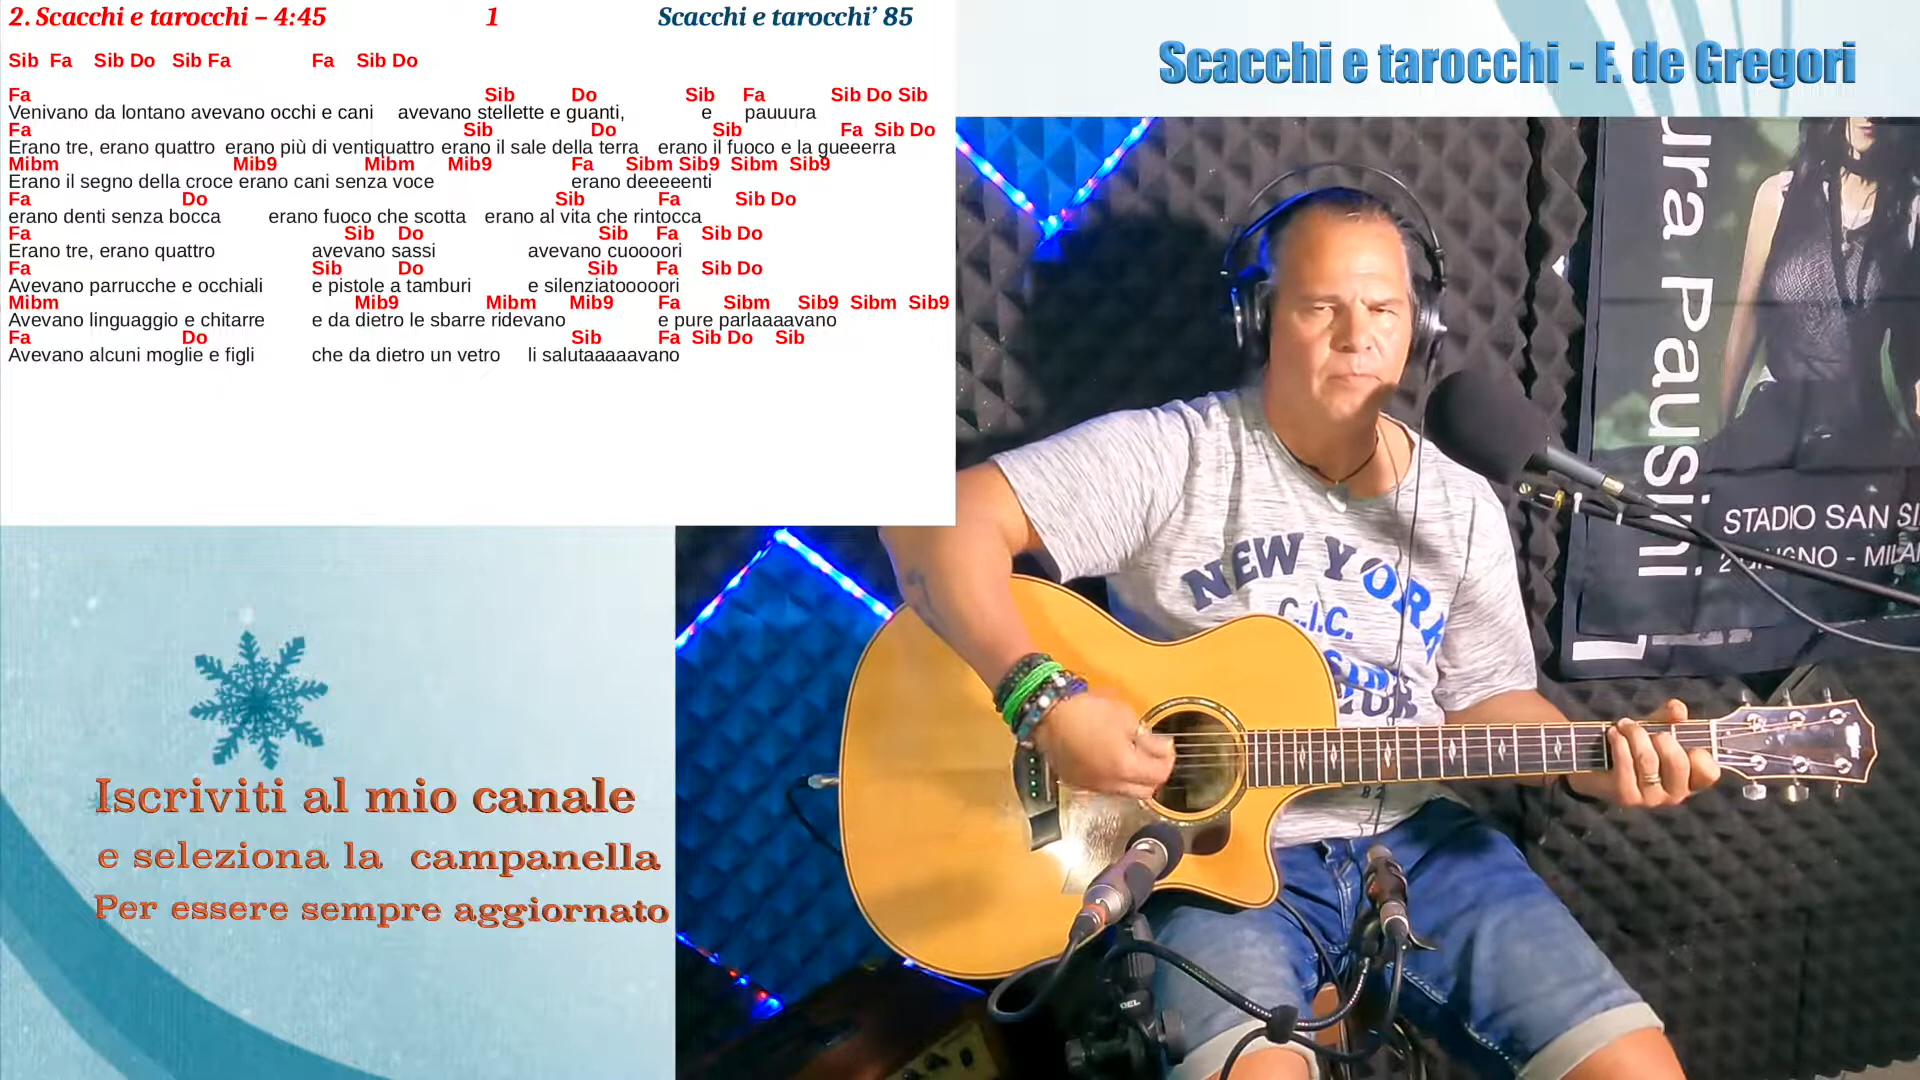 2. Scacchi e tarocchi – 4:45 1 Scacchi e tarocchi’ 85
Sib Fa Sib Do Sib Fa Fa Sib Do
Fa Sib Do Sib Fa Sib Do Sib
Venivano da lontano avevano occhi e cani avevano stellette e guanti, e pauuura
Fa Sib Do Sib Fa Sib Do
Erano tre, erano quattro erano più di ventiquattro erano il sale della terra erano il fuoco e la gueeerra
Mibm Mib9 Mibm Mib9 Fa Sibm Sib9 Sibm Sib9
Erano il segno della croce erano cani senza voce erano deeeeenti
Fa Do Sib Fa Sib Do
erano denti senza bocca erano fuoco che scotta erano al vita che rintocca
Fa Sib Do Sib Fa Sib Do
Erano tre, erano quattro avevano sassi avevano cuoooori
Fa Sib Do Sib Fa Sib Do
Avevano parrucche e occhiali e pistole a tamburi e silenziatooooori
Mibm Mib9 Mibm Mib9 Fa Sibm Sib9 Sibm Sib9
Avevano linguaggio e chitarre e da dietro le sbarre ridevano e pure parlaaaavano
Fa Do Sib Fa Sib Do Sib
Avevano alcuni moglie e figli che da dietro un vetro li salutaaaaavano
Scacchi e tarocchi - F. de Gregori
ura Pausini
STADIO SAN SI
GNO - MILA
NEW YORK
C.I.C.
82
Iscriviti al mio canale
e seleziona la campanella
Per essere sempre aggiornato